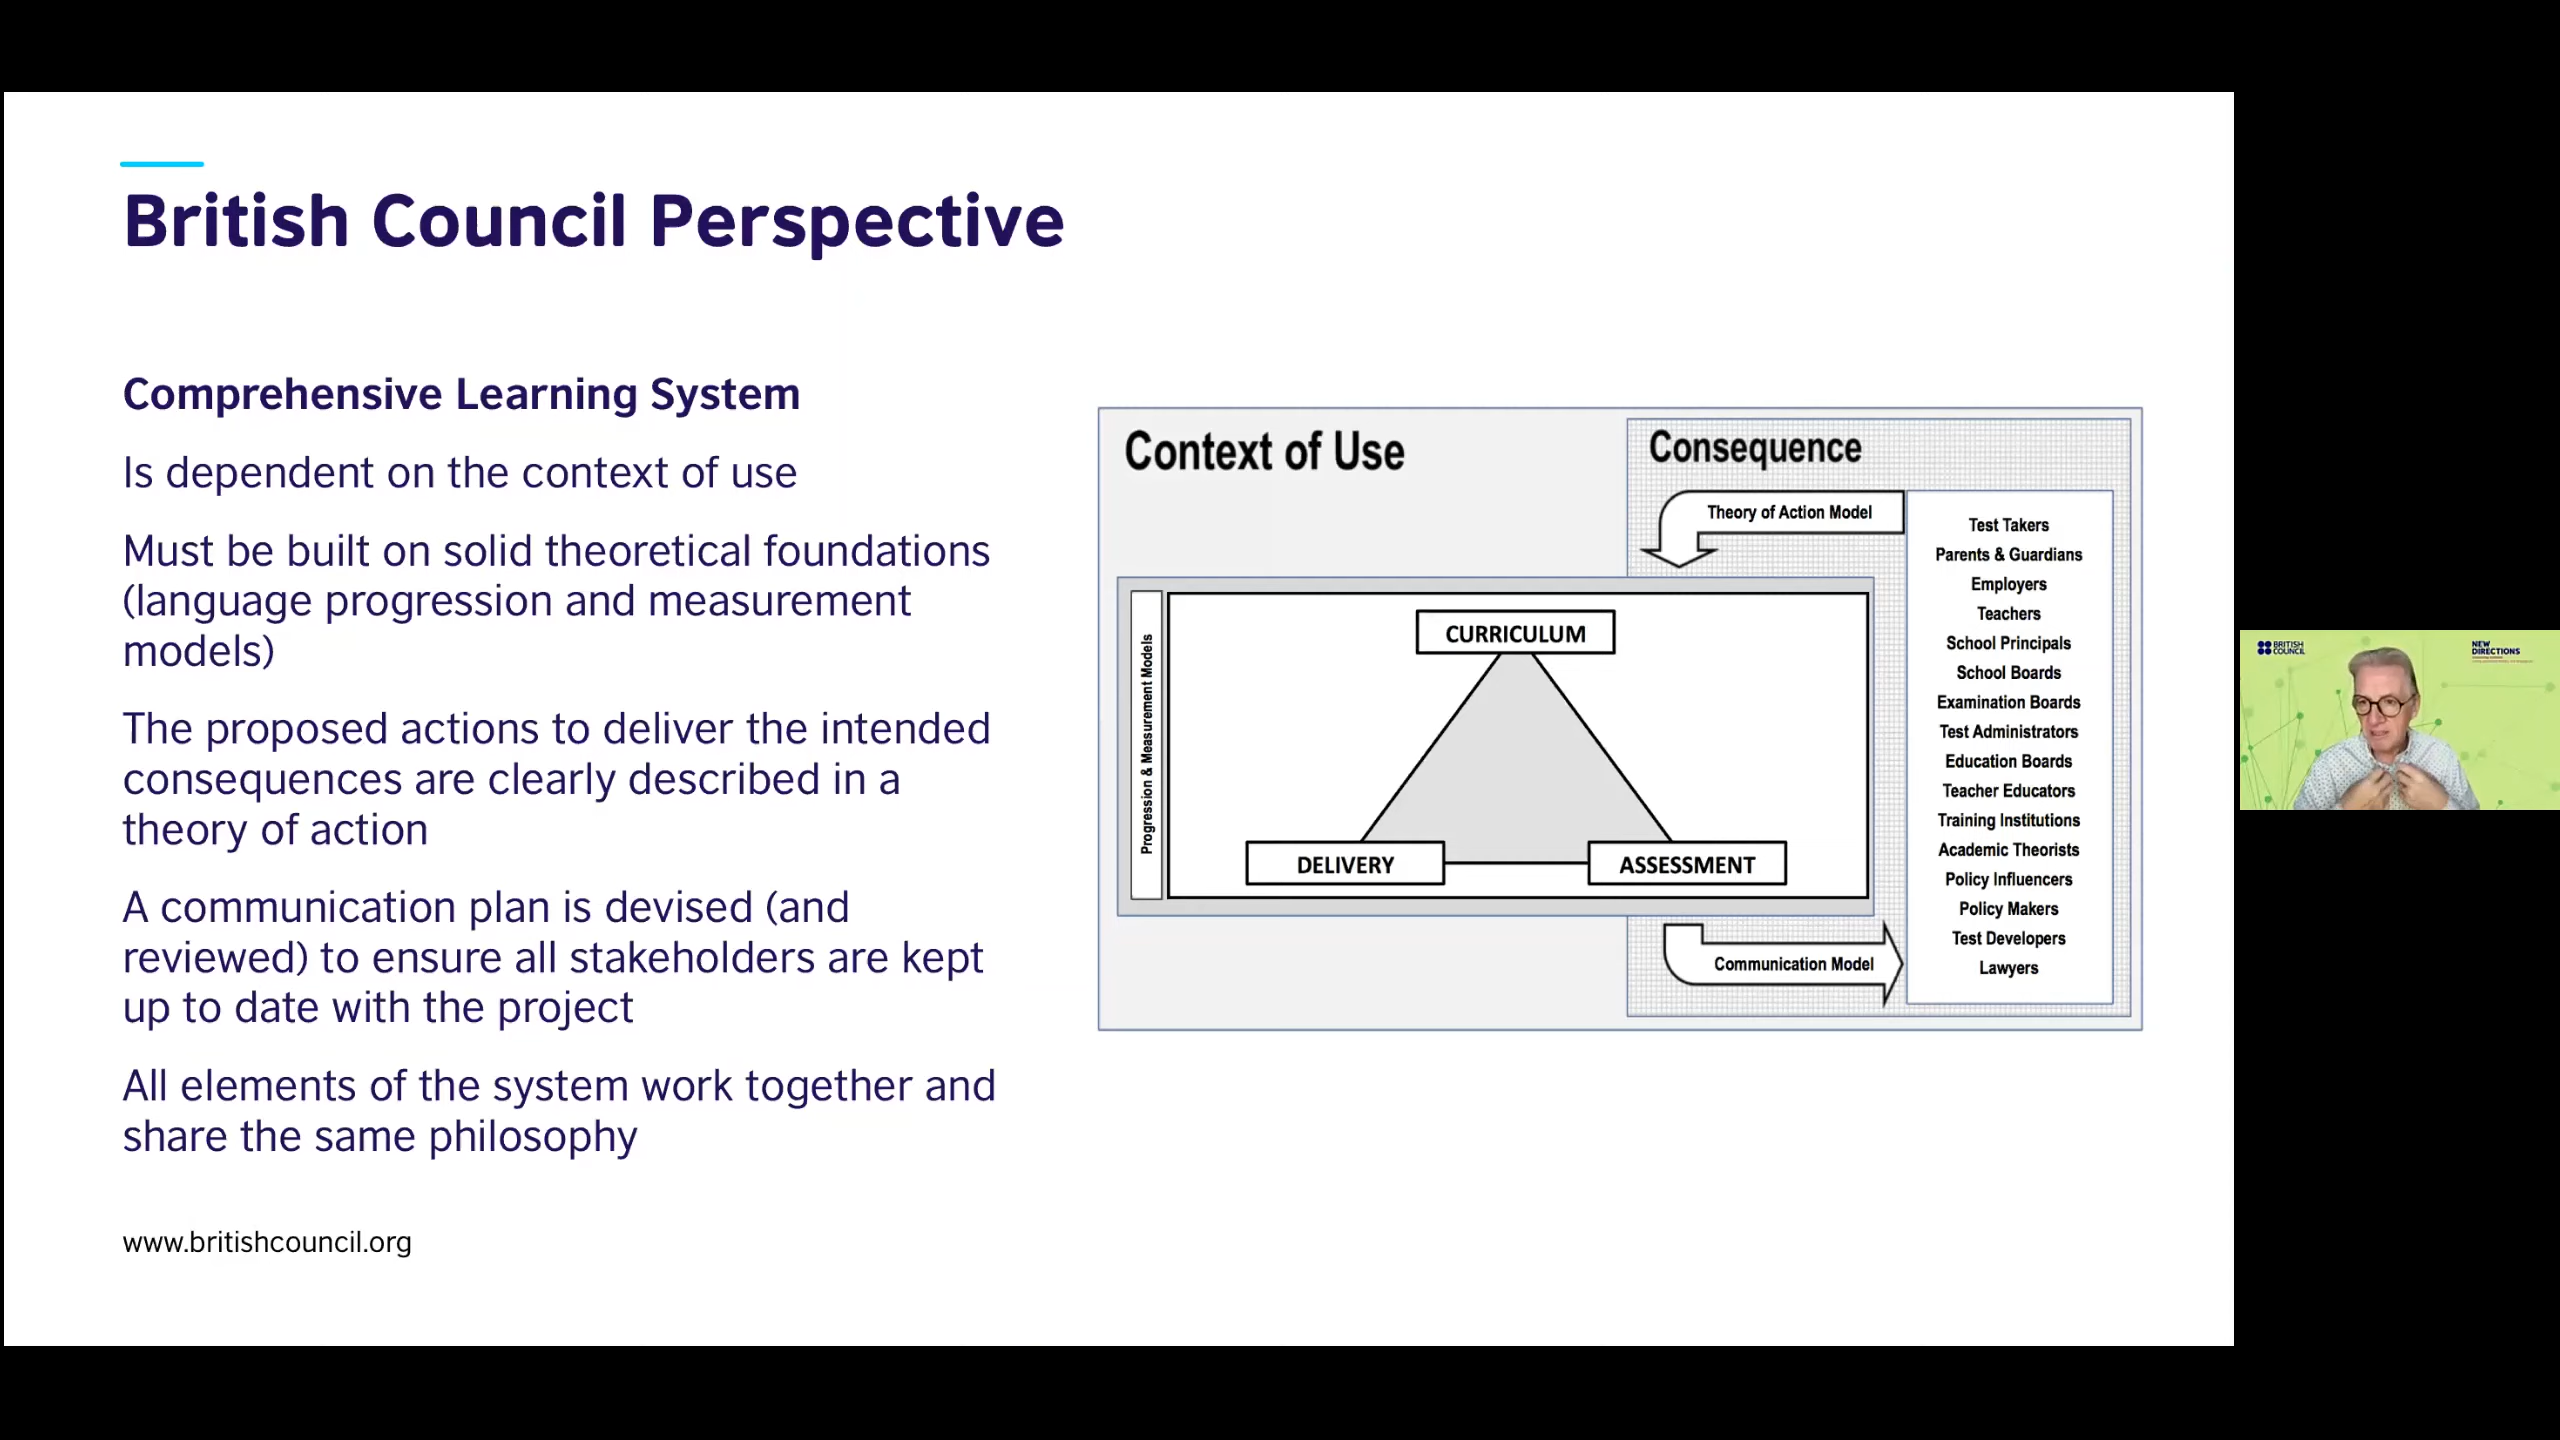 British Council Perspective
Comprehensive Learning System
Is dependent on the context of use
Must be built on solid theoretical foundations
(language progression and measurement
models)
The proposed actions to deliver the intended
consequences are clearly described in a
theory of action
A communication plan is devised (and
reviewed) to ensure all stakeholders are kept
up to date with the project
All elements of the system work together and
share the same philosophy
www.britishcouncil.org
Context of Use
Consequence
Theory of Action Model
Progression & Measurement Models
CURRICULUM
DELIVERY
ASSESSMENT
Communication Model
Test Takers
Parents & Guardians
Employers
Teachers
School Principals
School Boards
Examination Boards
Test Administrators
Education Boards
Teacher Educators
Training Institutions
Academic Theorists
Policy Influencers
Policy Makers
Test Developers
Lawyers
BRITISH
COUNCIL
NEW
DIRECTIONS